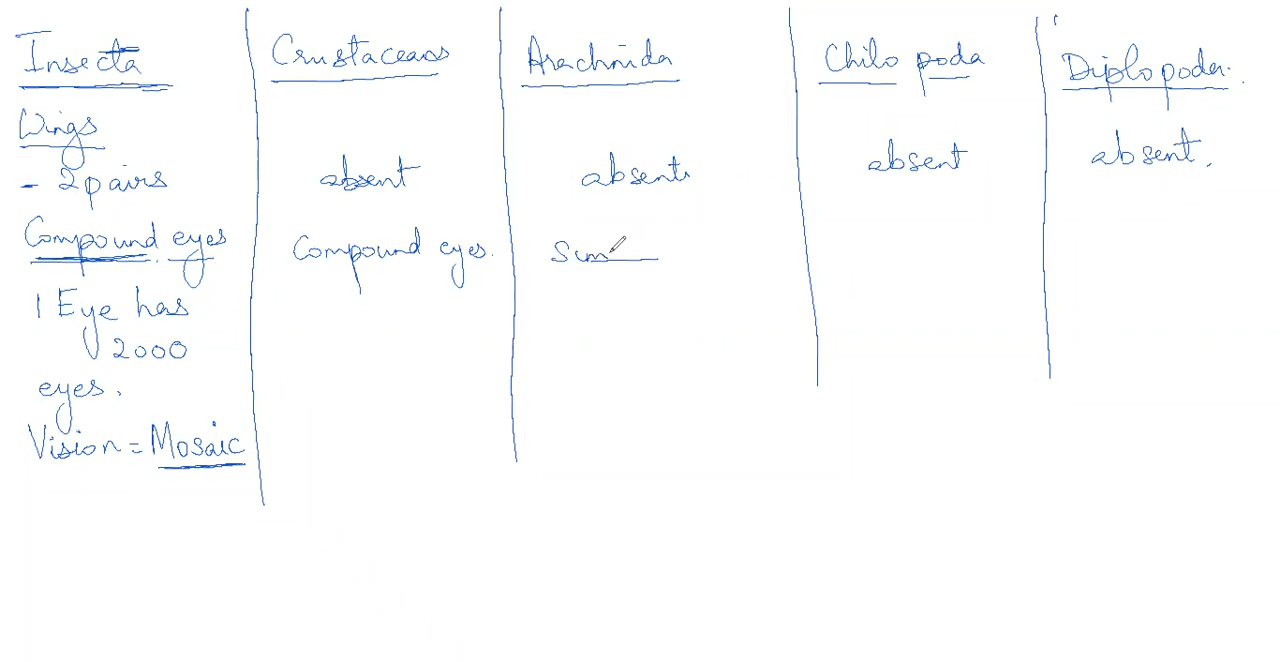 Insecta
Crustaceans
Arachnida
Chilopoda
Diplopoda.
Wings
- 2 pairs
absent
absent
absent
absent.
Compound eyes
Compound eyes.
Sim
1 Eye has
2000
eyes.
Vision = Mosaic